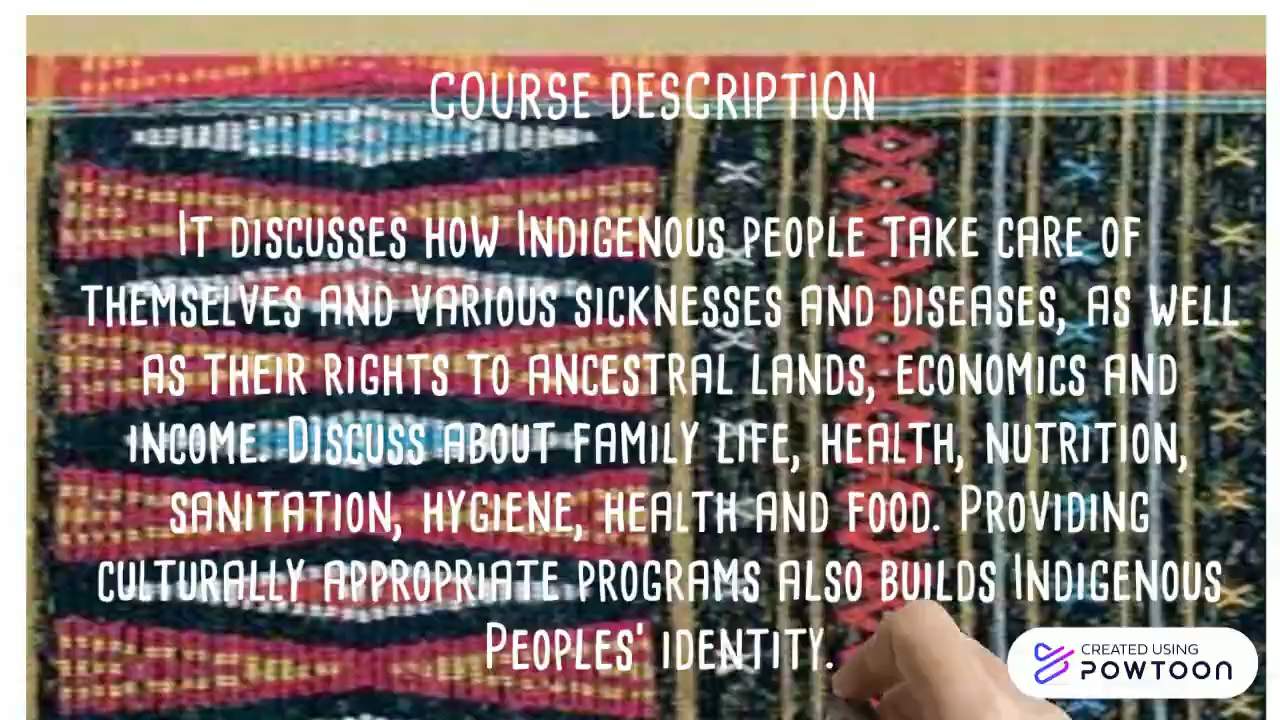 COURSE DESCRIPTION
It discusses how Indigenous people take care of
themselves and various sicknesses and diseases, as well
as their rights to ancestral lands, economics and
income. Discuss about family life, health, nutrition,
sanitation, hygiene, health and food. Providing
culturally appropriate programs also builds Indigenous
Peoples' identity.
CREATED USING
POWTOON